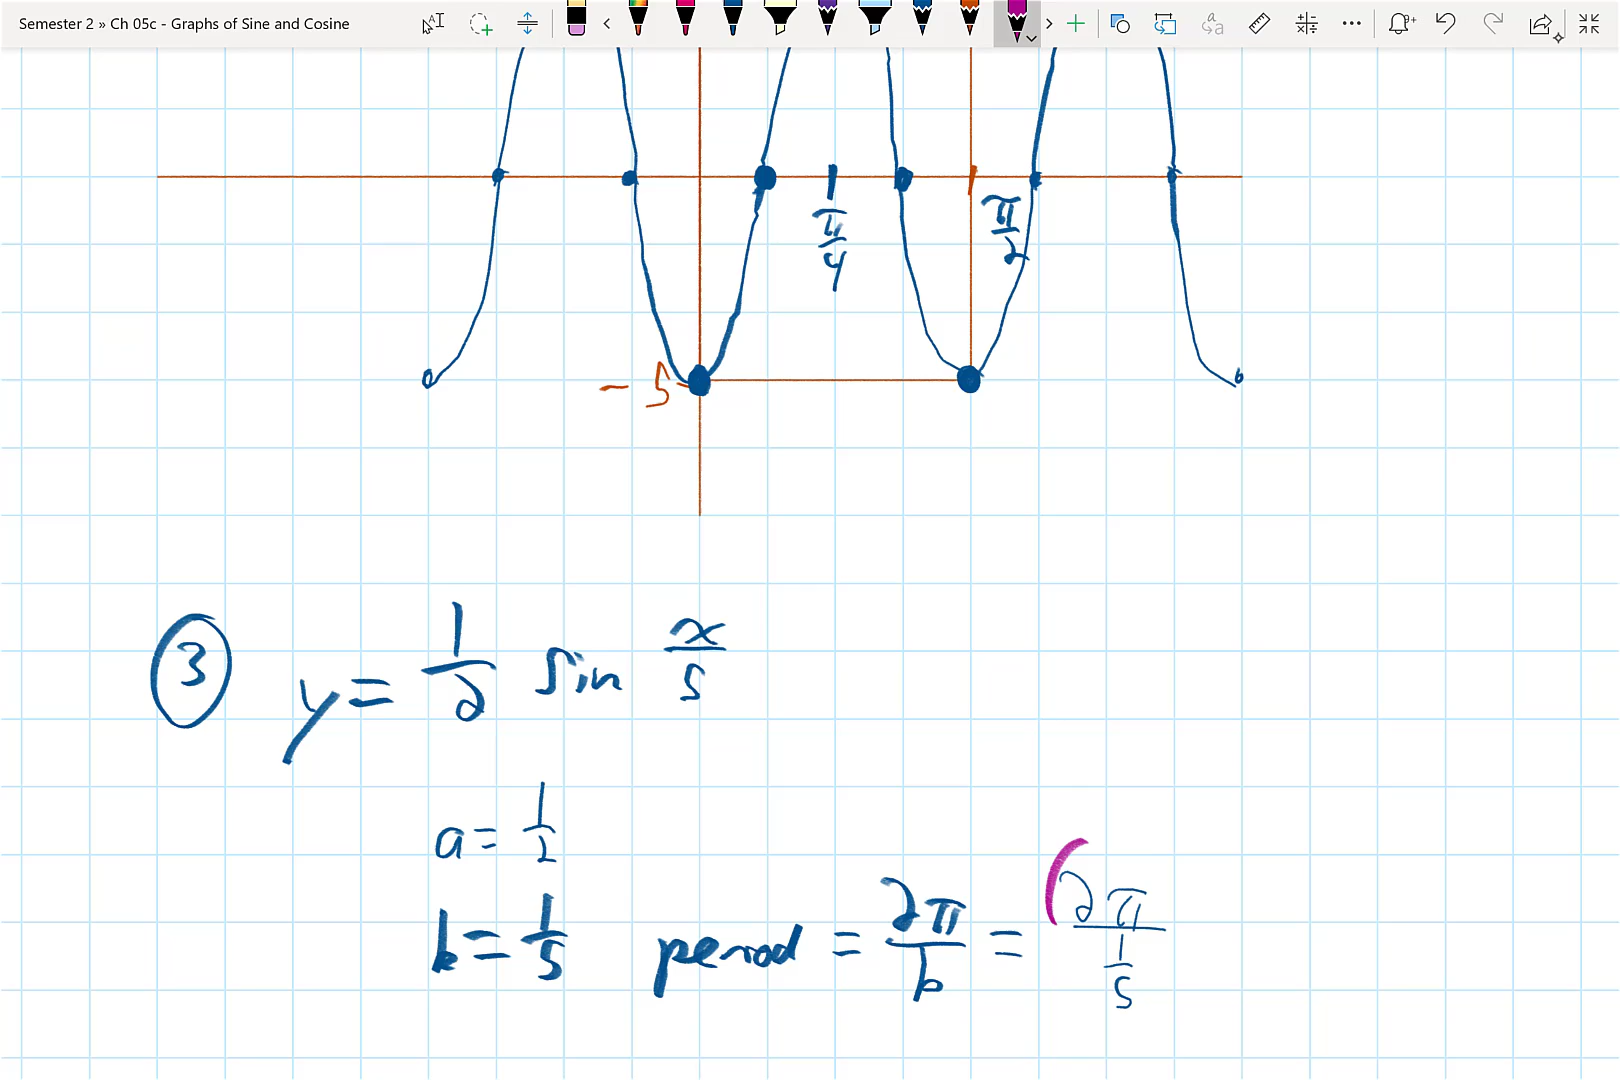 Semester 2 » Ch 05c - Graphs of Sine and Cosine
π/4
π/2
- 5
3 y = 1/2 sin x/5
a = 1/2
b = 1/5 period = 2π/b = (2π/(1/5)